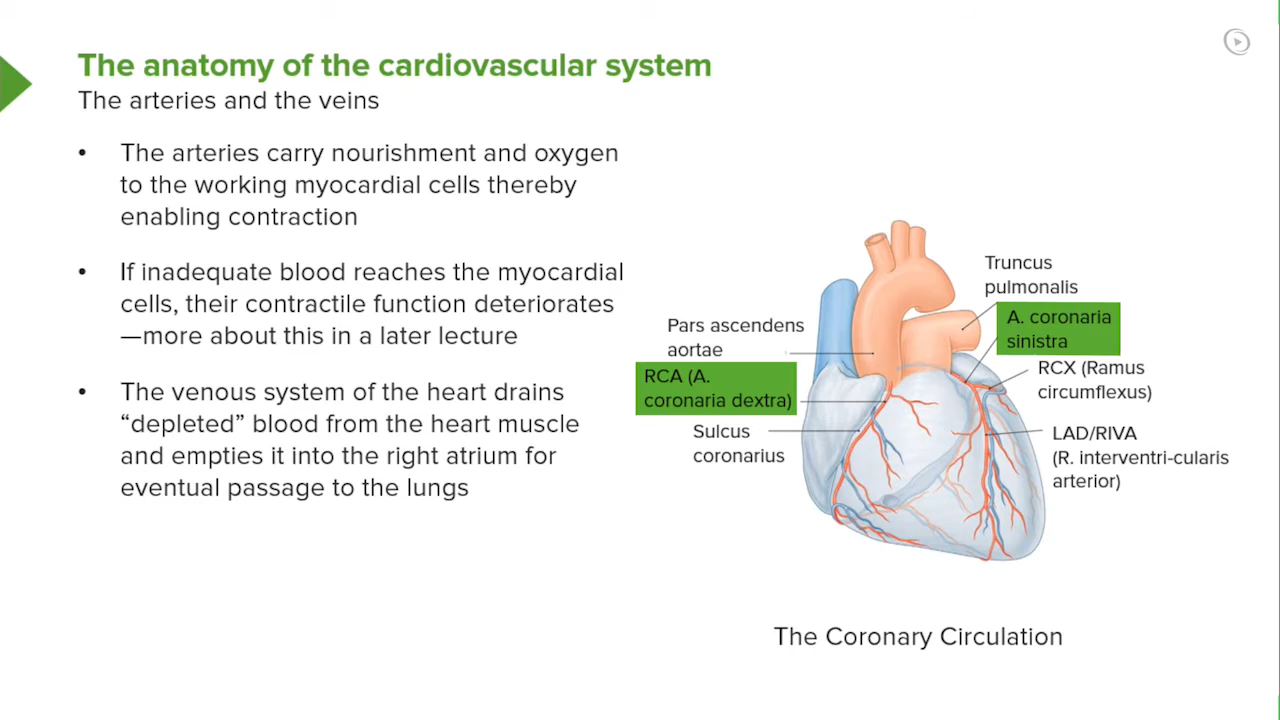 The anatomy of the cardiovascular system
The arteries and the veins
• The arteries carry nourishment and oxygen
to the working myocardial cells thereby
enabling contraction
• If inadequate blood reaches the myocardial
cells, their contractile function deteriorates
—more about this in a later lecture
• The venous system of the heart drains
“depleted” blood from the heart muscle
and empties it into the right atrium for
eventual passage to the lungs
Pars ascendens
aortae
RCA (A.
coronaria dextra)
Sulcus
coronarius
Truncus
pulmonalis
A. coronaria
sinistra
RCX (Ramus
circumflexus)
LAD/RIVA
(R. interventri-cularis
arterior)
The Coronary Circulation